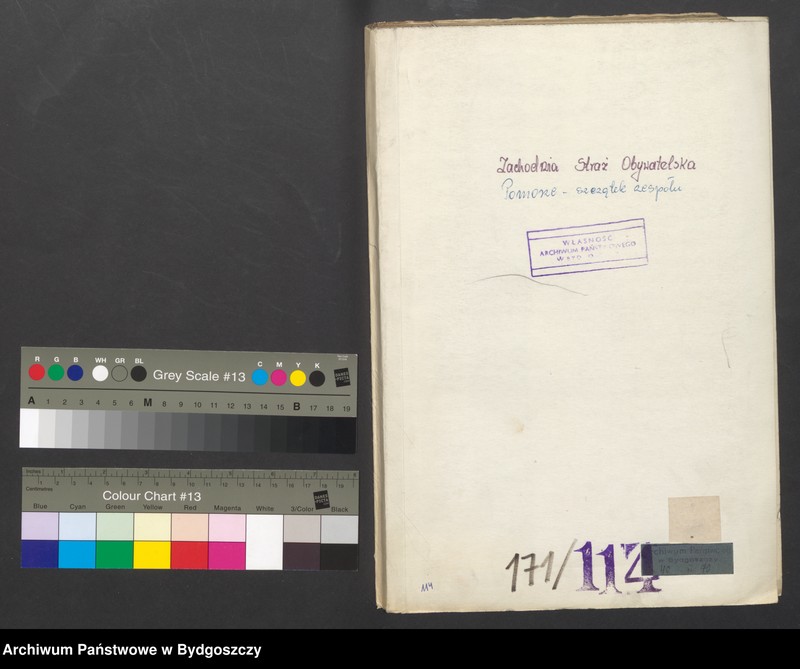 Zachodnia Straż Obywatelska
Pomorze - szczątek zespołu
WŁASNOŚĆ
ARCHIWUM PAŃSTWOWEGO
W
171/114
114
R G B WH GR BL
Grey Scale #13
C M Y K
A 1 2 3 4 5 6 M 8 9 10 11 12 13 14 15 B 17 18 19
Inches
Centimetres
Colour Chart #13
Blue Cyan Green Yellow Red Magenta White 3/Color Black
Archiwum Państwowe w Bydgoszczy